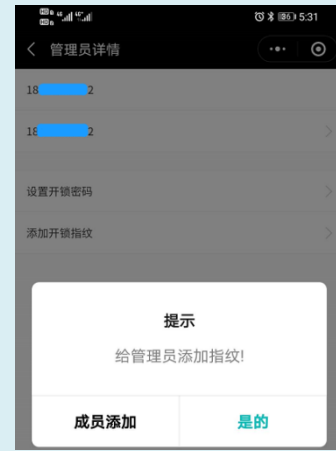 5:31
管理员详情
18 2
18 2
设置开锁密码
添加开锁指纹
提示
给管理员添加指纹!
成员添加 是的